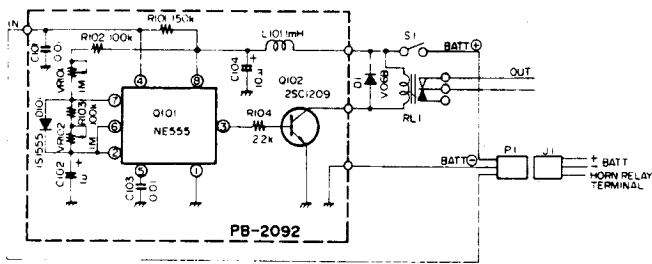 IN
R101 150k
R102 100k
L101 1mH
S1
BATT ⊕
C101
0.01
VR101
1M
④
⑧
C104
+
10μ
Q102
2SC1209
D1
V06B
OUT
RL1
D101
1S1555
R103
100k
VR102
1M
⑦
⑥
②
Q101
NE555
③
R104
2.2k
C102
1μ
+
⑤
①
C103
0.01
BATT ⊖
P1
J1
+ BATT
- BATT
HORN RELAY
TERMINAL
PB-2092